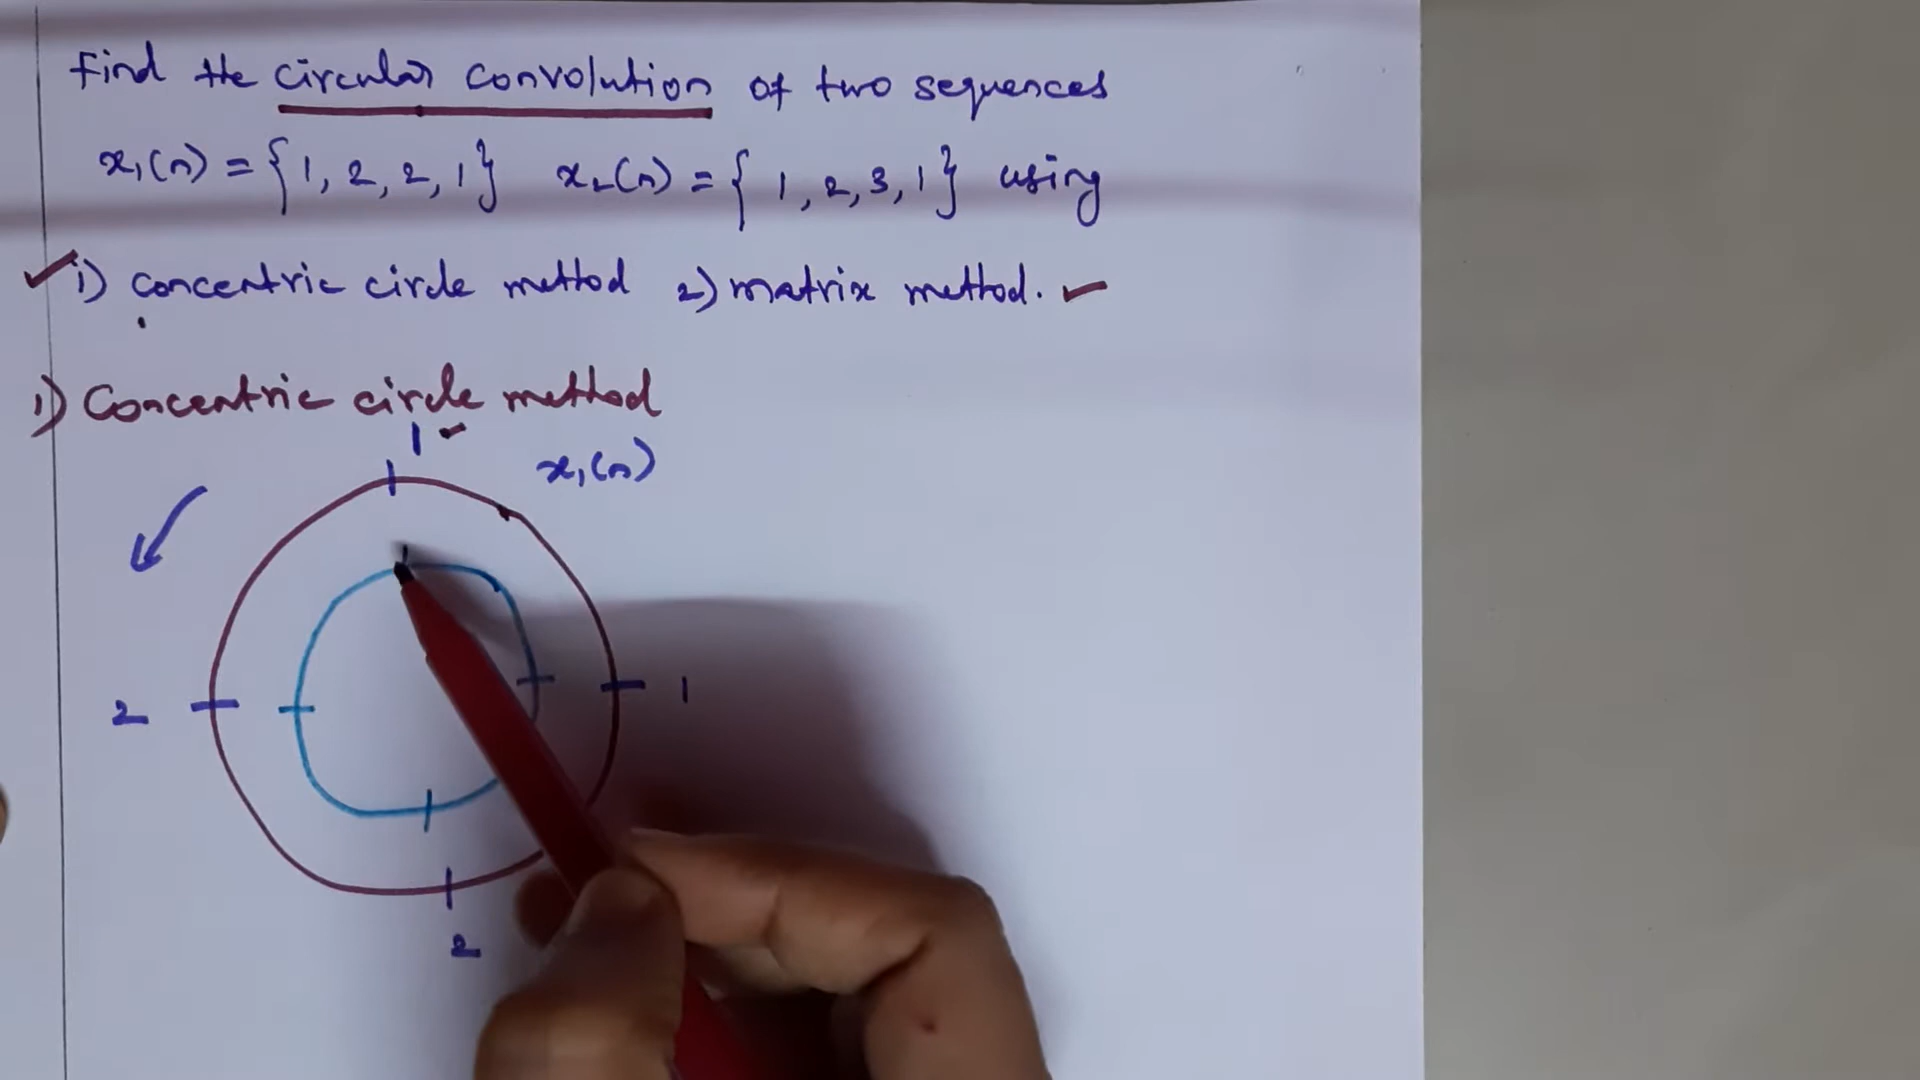 Find the circular convolution of two sequences
x₁(n) = {1, 2, 2, 1} x₂(n) = {1, 2, 3, 1} using
1) concentric circle method 2) matrix method.
1) Concentric circle method
1
x₁(n)
2 1
2